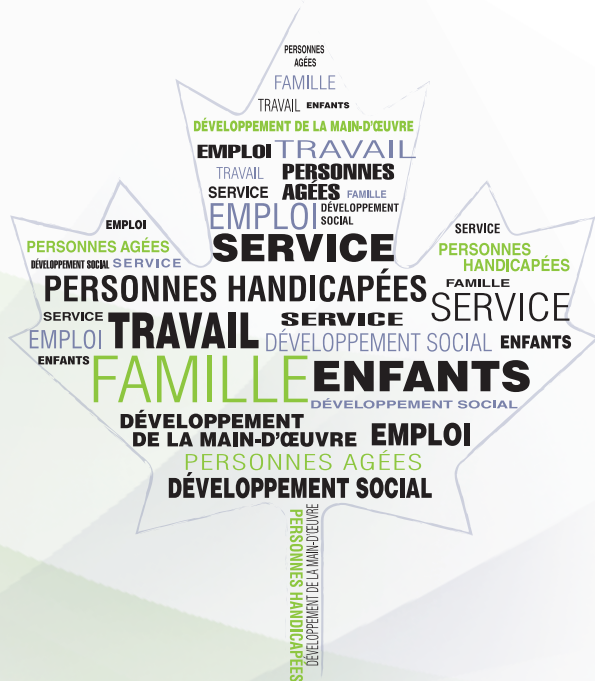 PERSONNES
AGÉES
FAMILLE
TRAVAIL ENFANTS
DÉVELOPPEMENT DE LA MAIN-D'ŒUVRE
EMPLOI TRAVAIL
TRAVAIL PERSONNES
SERVICE AGÉES FAMILLE
EMPLOI DÉVELOPPEMENT
SOCIAL
SERVICE
EMPLOI
PERSONNES AGÉES
DÉVELOPPEMENT SOCIAL SERVICE
SERVICE
PERSONNES
HANDICAPÉES
PERSONNES HANDICAPÉES FAMILLE
SERVICE
SERVICE TRAVAIL SERVICE
EMPLOI DÉVELOPPEMENT SOCIAL ENFANTS
ENFANTS FAMILLE ENFANTS
DÉVELOPPEMENT SOCIAL
DÉVELOPPEMENT
DE LA MAIN-D'ŒUVRE EMPLOI
PERSONNES AGÉES
DÉVELOPPEMENT SOCIAL
PERSONNES HANDICAPÉES
DÉVELOPPEMENT DE LA MAIN-D'ŒUVRE